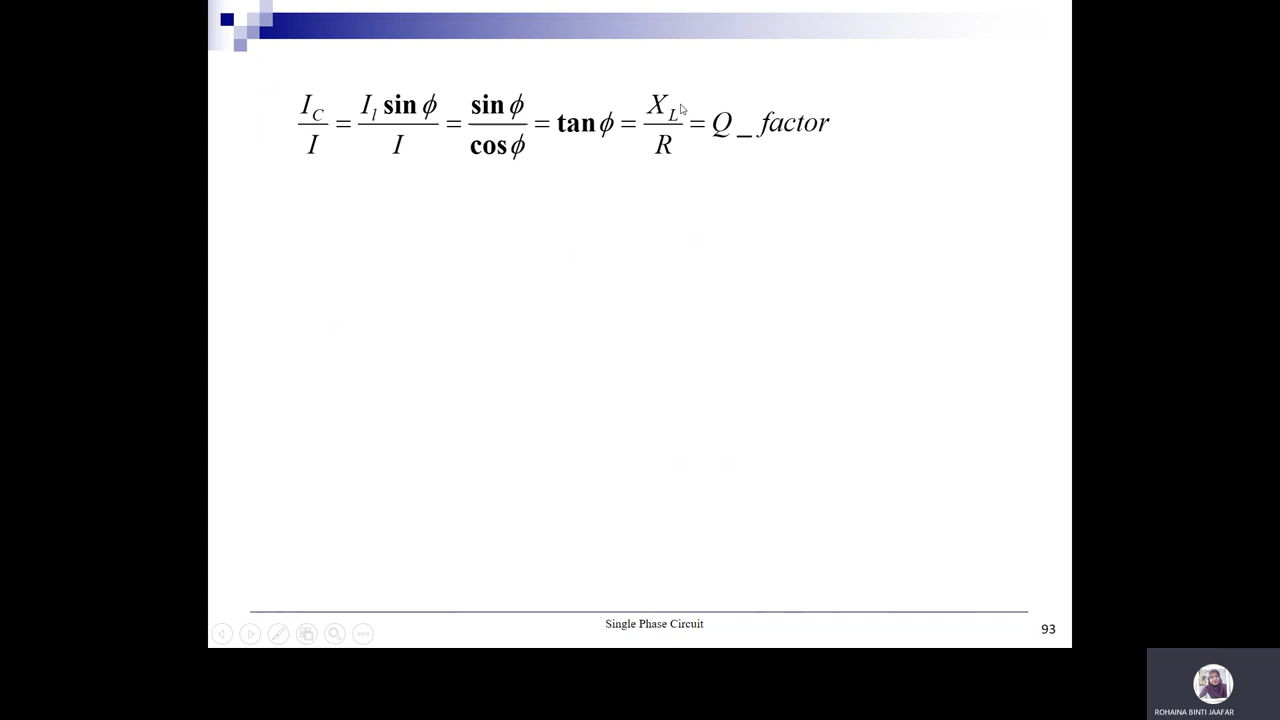 I_C / I = I_l sin ϕ / I = sin ϕ / cos ϕ = tan ϕ = X_L / R = Q _ factor
Single Phase Circuit
93
ROHAINA BINTI JAAFAR